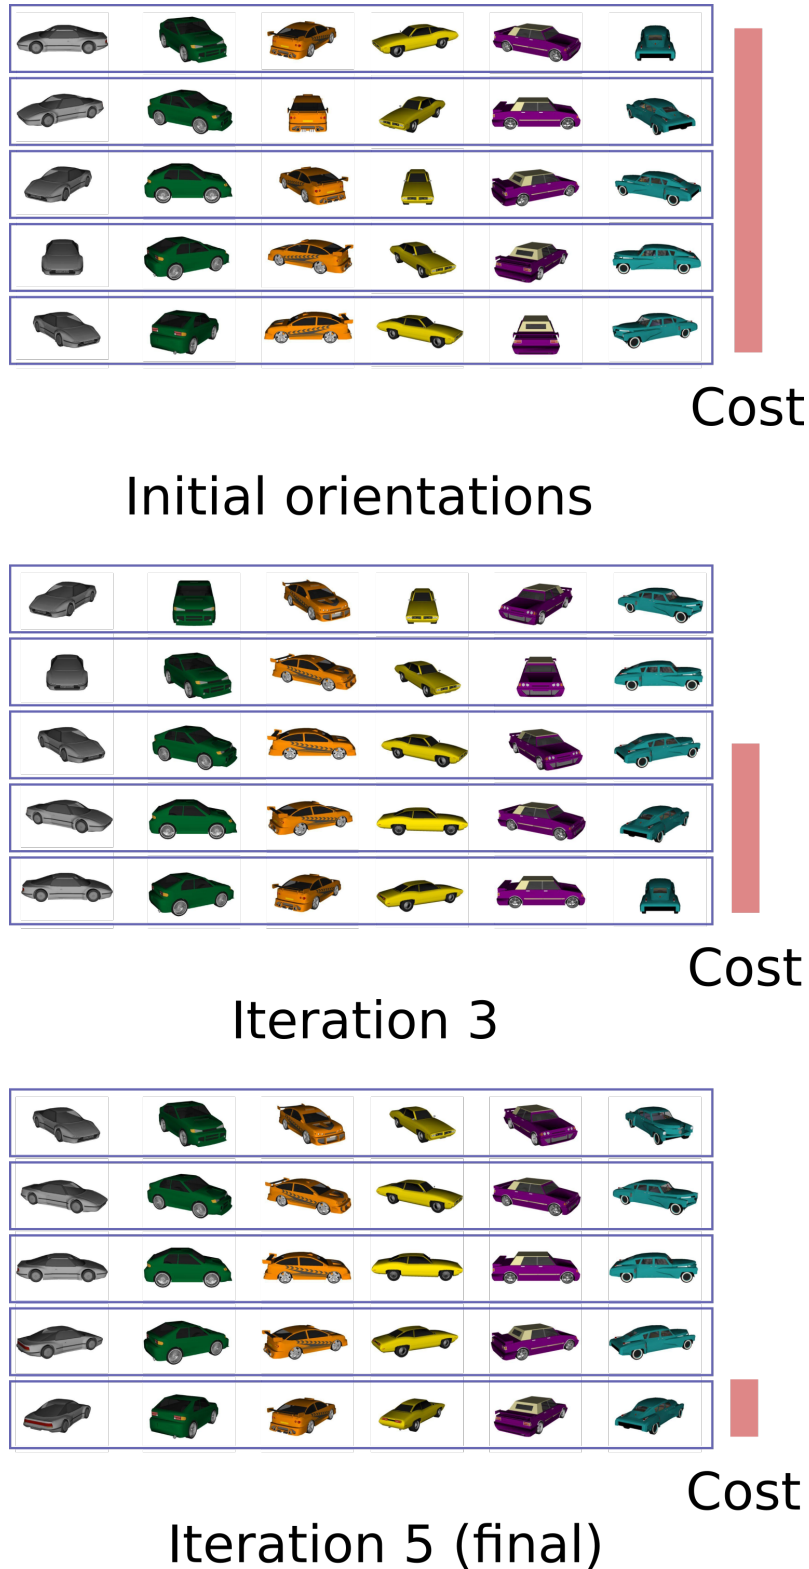 Cost
Initial orientations
Cost
Iteration 3
Cost
Iteration 5 (final)